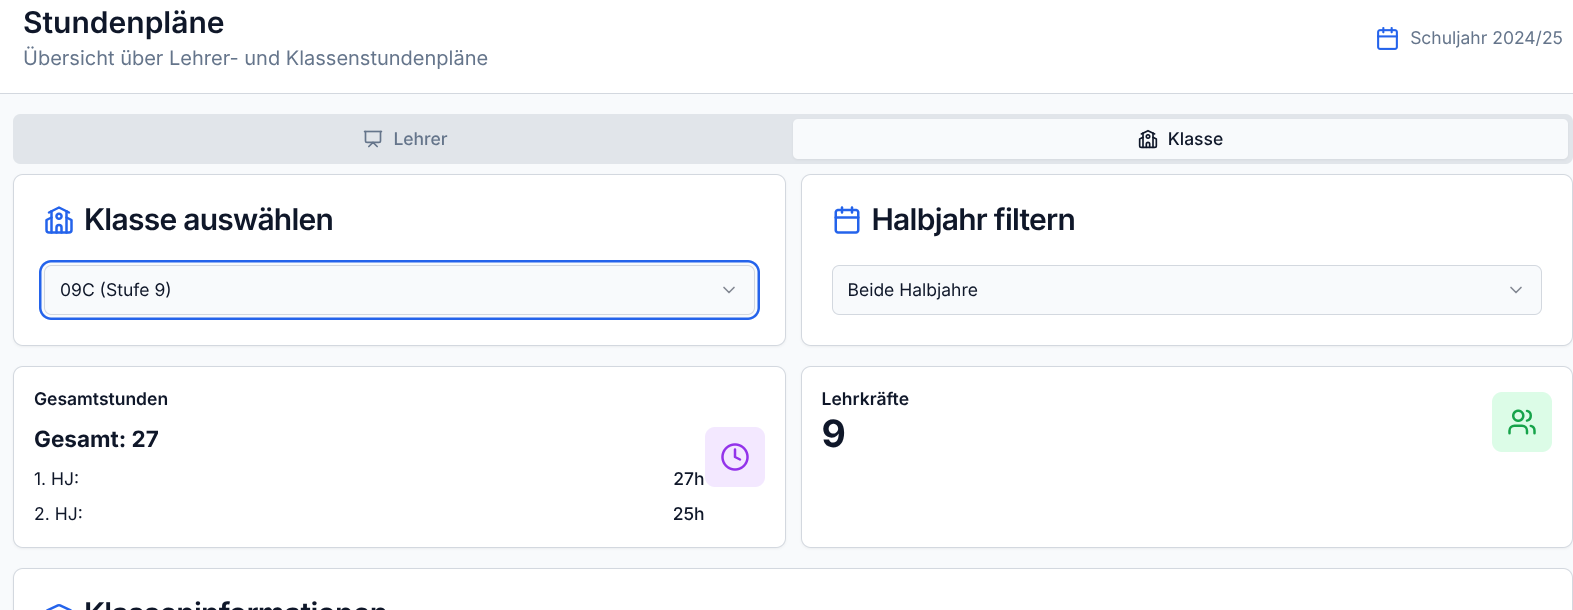 Stundenpläne
Übersicht über Lehrer- und Klassenstundenpläne
Schuljahr 2024/25
Lehrer
Klasse
Klasse auswählen
09C (Stufe 9)
Halbjahr filtern
Beide Halbjahre
Gesamtstunden
Gesamt: 27
1. HJ: 27h
2. HJ: 25h
Lehrkräfte
9
Klasseninformationen